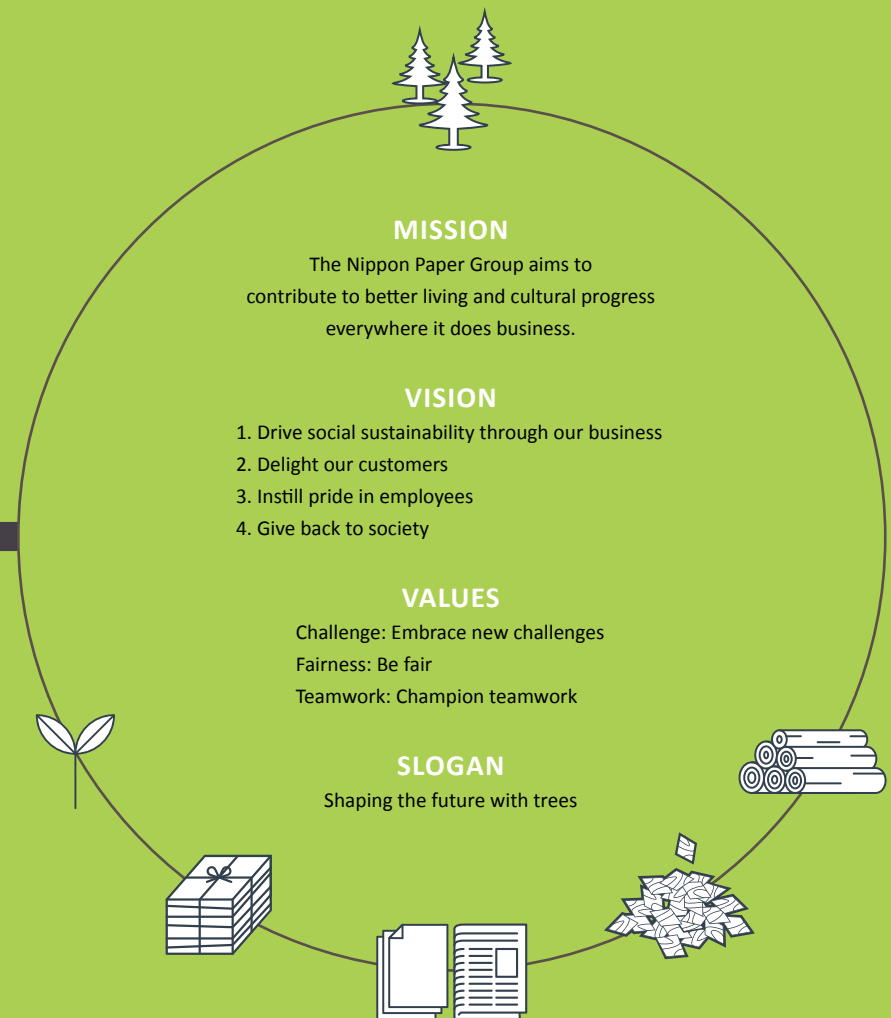 MISSION
The Nippon Paper Group aims to
contribute to better living and cultural progress
everywhere it does business.
VISION
1. Drive social sustainability through our business
2. Delight our customers
3. Instill pride in employees
4. Give back to society
VALUES
Challenge: Embrace new challenges
Fairness: Be fair
Teamwork: Champion teamwork
SLOGAN
Shaping the future with trees